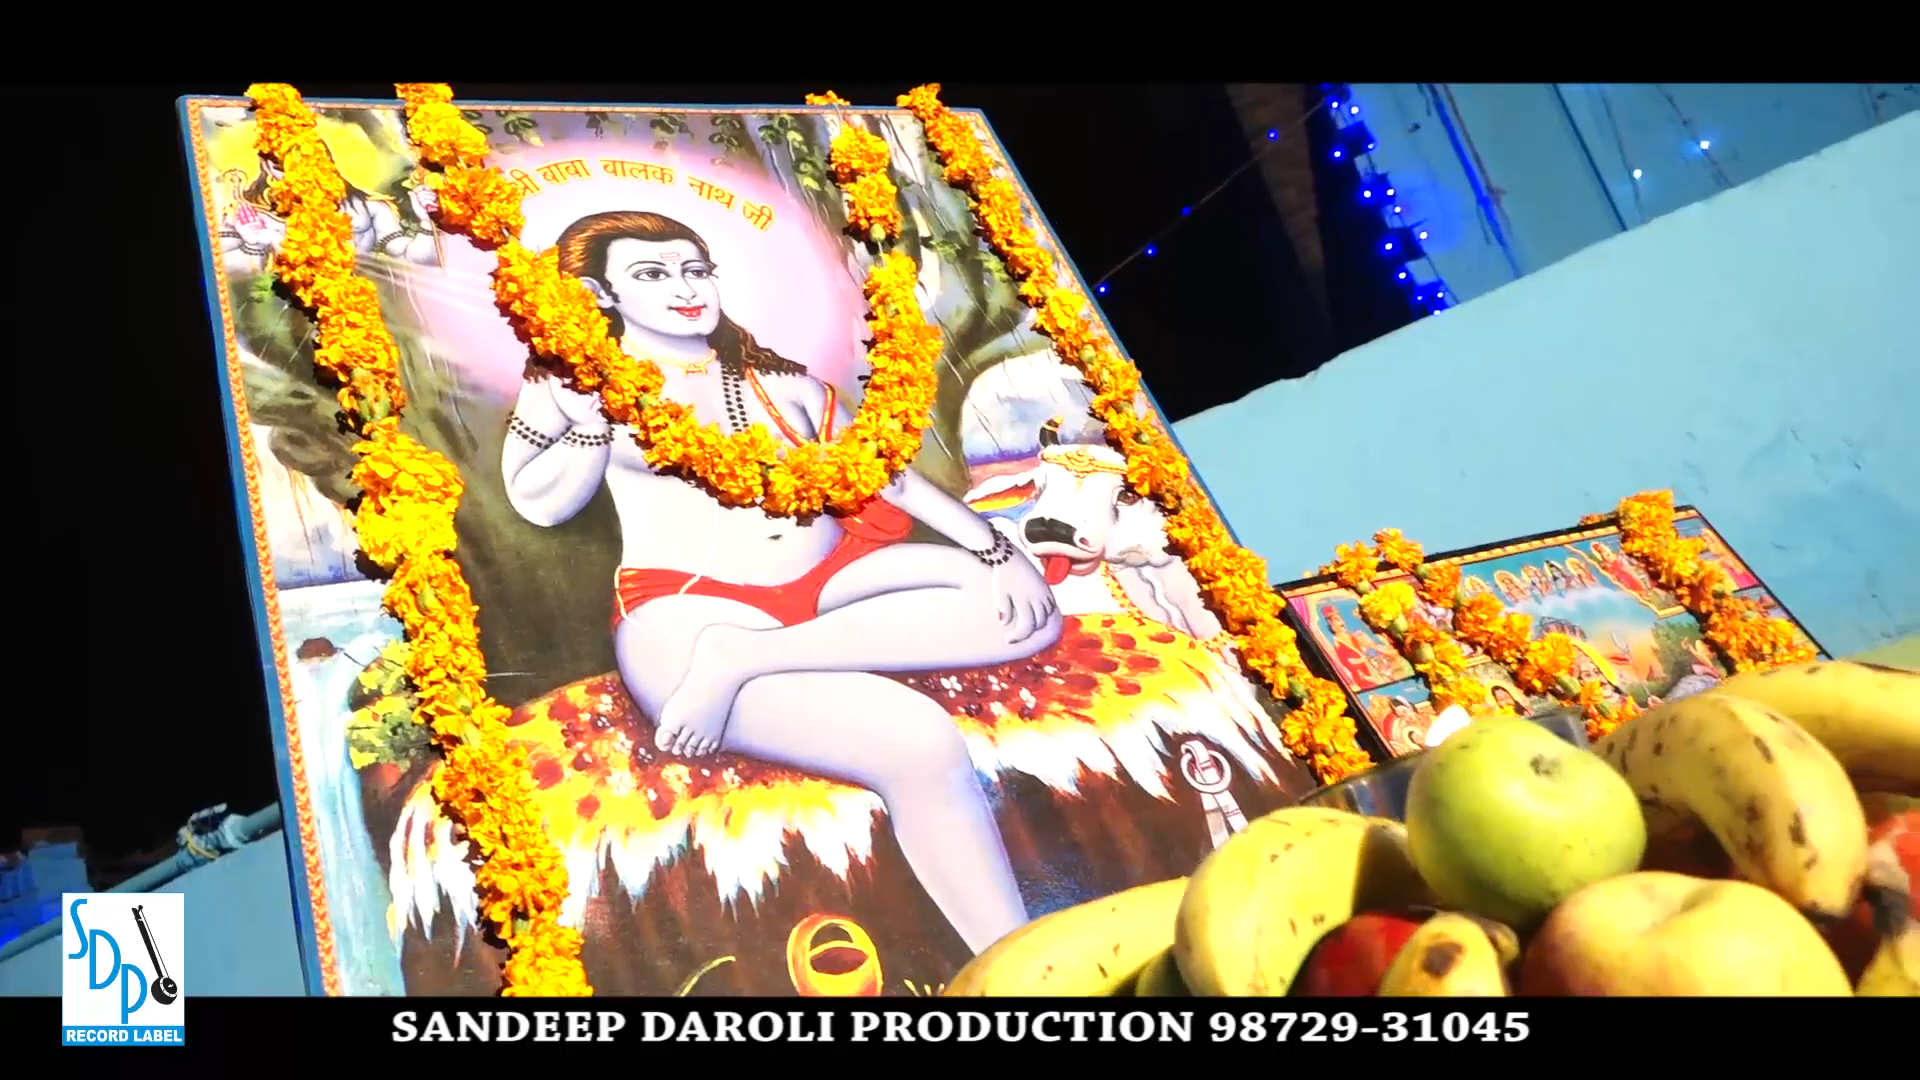 श्री बाबा बालक नाथ जी
SDP
RECORD LABEL
SANDEEP DAROLI PRODUCTION 98729-31045